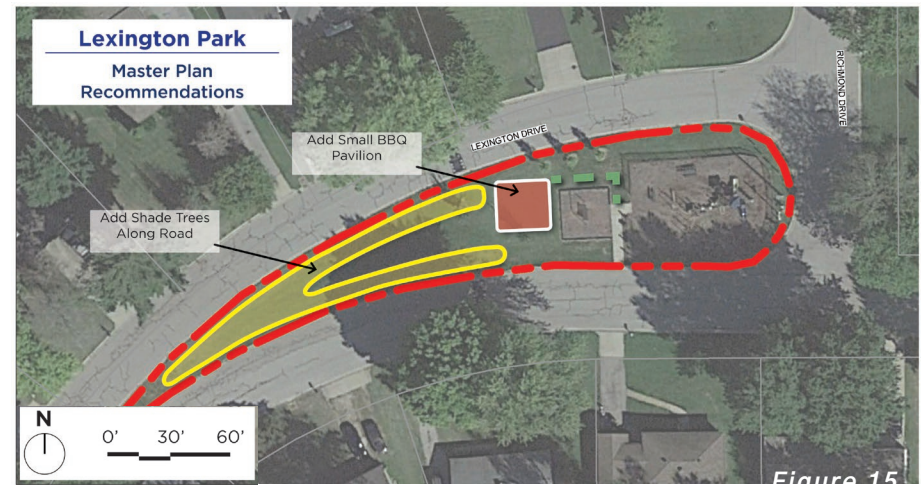 Lexington Park
Master Plan
Recommendations
RICHMOND DRIVE
LEXINGTON DRIVE
Add Small BBQ
Pavilion
Add Shade Trees
Along Road
N
0' 30' 60'
Figure 15